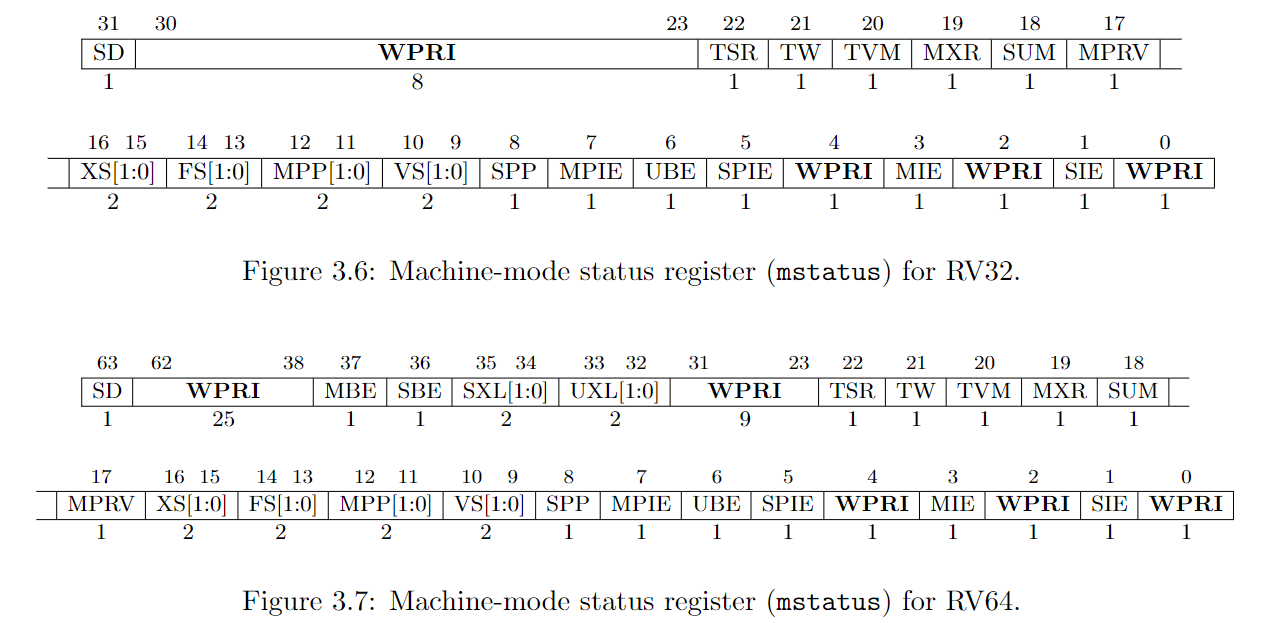 31 30 23 22 21 20 19 18 17
SD WPRI TSR TW TVM MXR SUM MPRV
1 8 1 1 1 1 1 1
16 15 14 13 12 11 10 9 8 7 6 5 4 3 2 1 0
XS[1:0] FS[1:0] MPP[1:0] VS[1:0] SPP MPIE UBE SPIE WPRI MIE WPRI SIE WPRI
2 2 2 2 1 1 1 1 1 1 1 1 1
Figure 3.6: Machine-mode status register (mstatus) for RV32.
63 62 38 37 36 35 34 33 32 31 23 22 21 20 19 18
SD WPRI MBE SBE SXL[1:0] UXL[1:0] WPRI TSR TW TVM MXR SUM
1 25 1 1 2 2 9 1 1 1 1 1
17 16 15 14 13 12 11 10 9 8 7 6 5 4 3 2 1 0
MPRV XS[1:0] FS[1:0] MPP[1:0] VS[1:0] SPP MPIE UBE SPIE WPRI MIE WPRI SIE WPRI
1 2 2 2 2 1 1 1 1 1 1 1 1 1
Figure 3.7: Machine-mode status register (mstatus) for RV64.